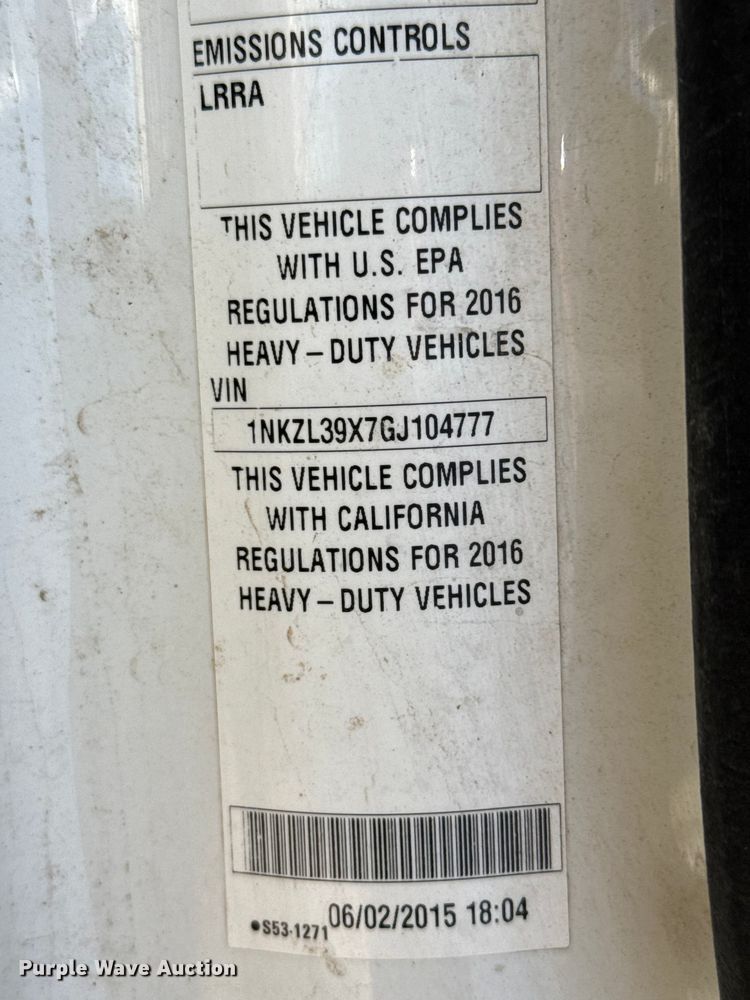 EMISSIONS CONTROLS
LRRA
THIS VEHICLE COMPLIES
WITH U.S. EPA
REGULATIONS FOR 2016
HEAVY – DUTY VEHICLES
VIN
1NKZL39X7GJ104777
THIS VEHICLE COMPLIES
WITH CALIFORNIA
REGULATIONS FOR 2016
HEAVY – DUTY VEHICLES
•S53-1271 06/02/2015 18:04
Purple Wave Auction